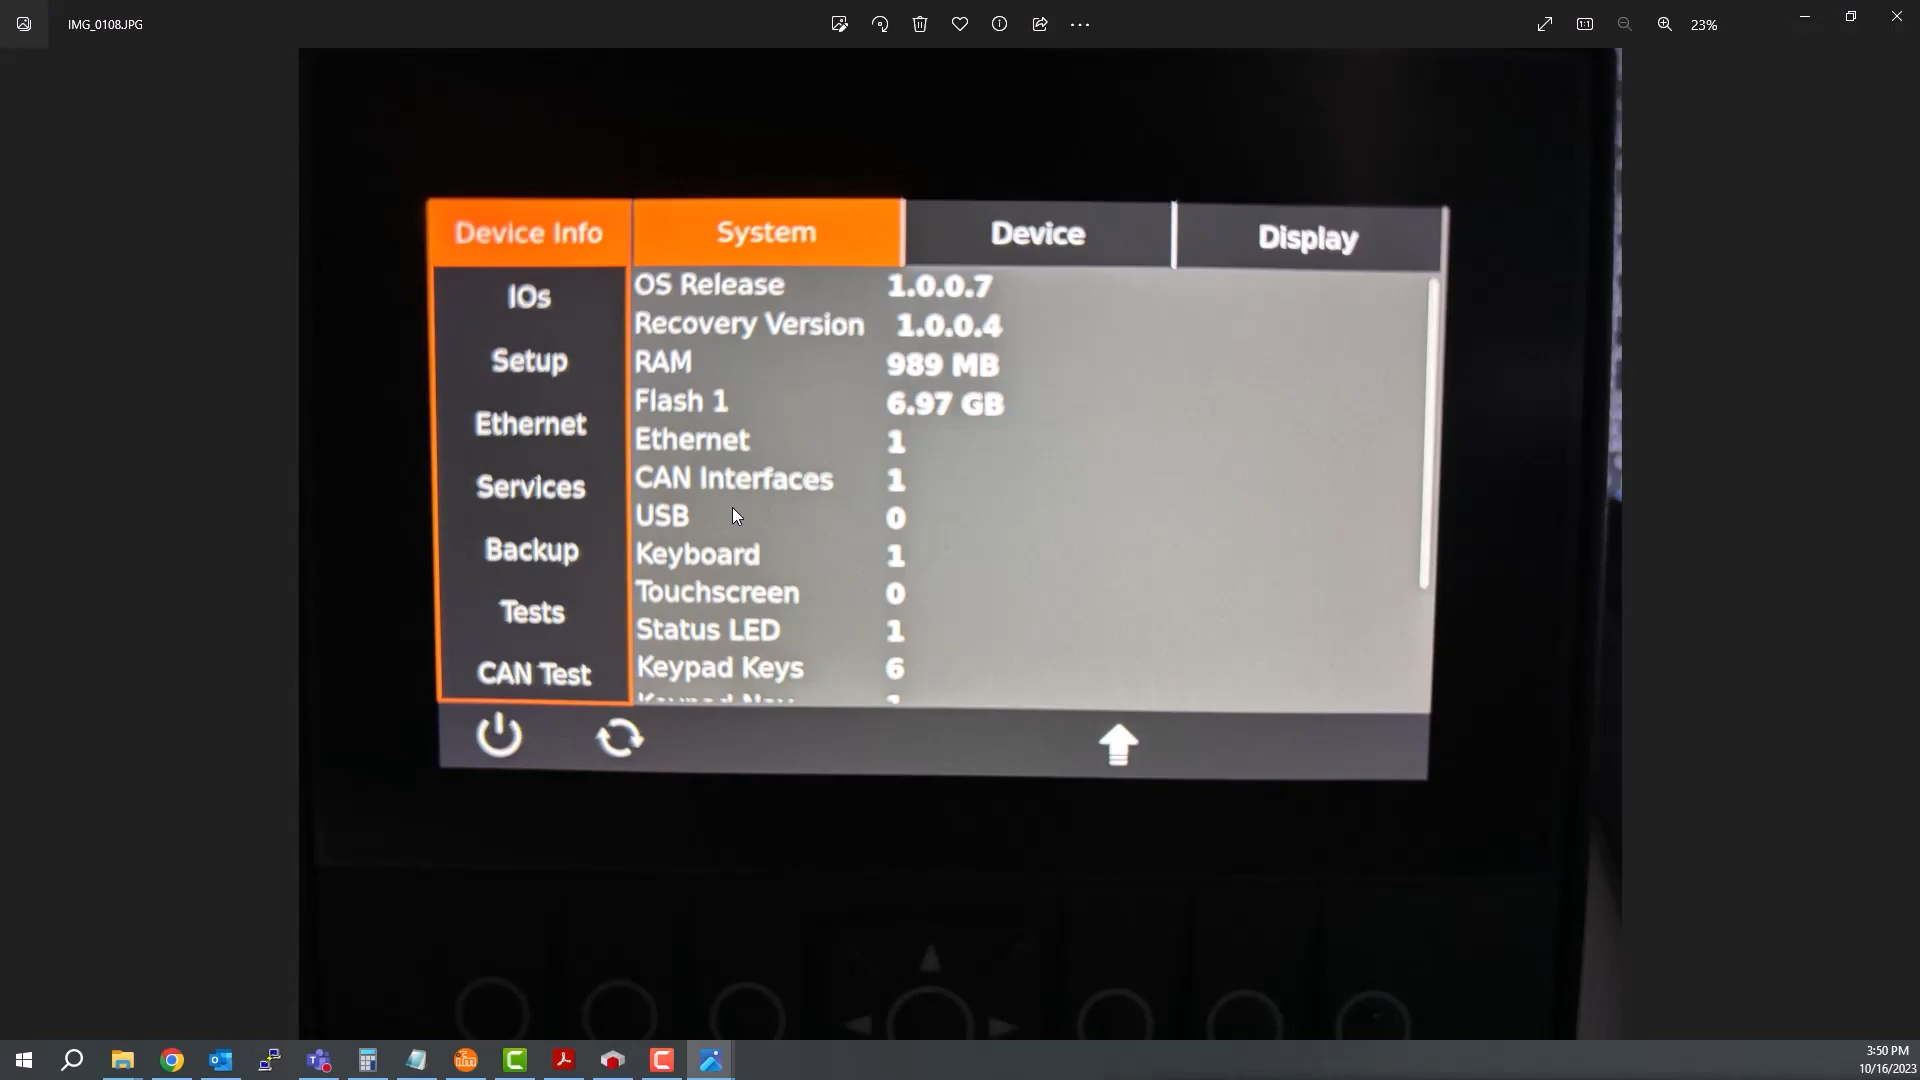 IMG_0108.JPG
23%
Device Info
System
Device
Display
IOs
Setup
Ethernet
Services
Backup
Tests
CAN Test
OS Release 1.0.0.7
Recovery Version 1.0.0.4
RAM 989 MB
Flash 1 6.97 GB
Ethernet 1
CAN Interfaces 1
USB 0
Keyboard 1
Touchscreen 0
Status LED 1
Keypad Keys 6
3:50 PM
10/16/2023